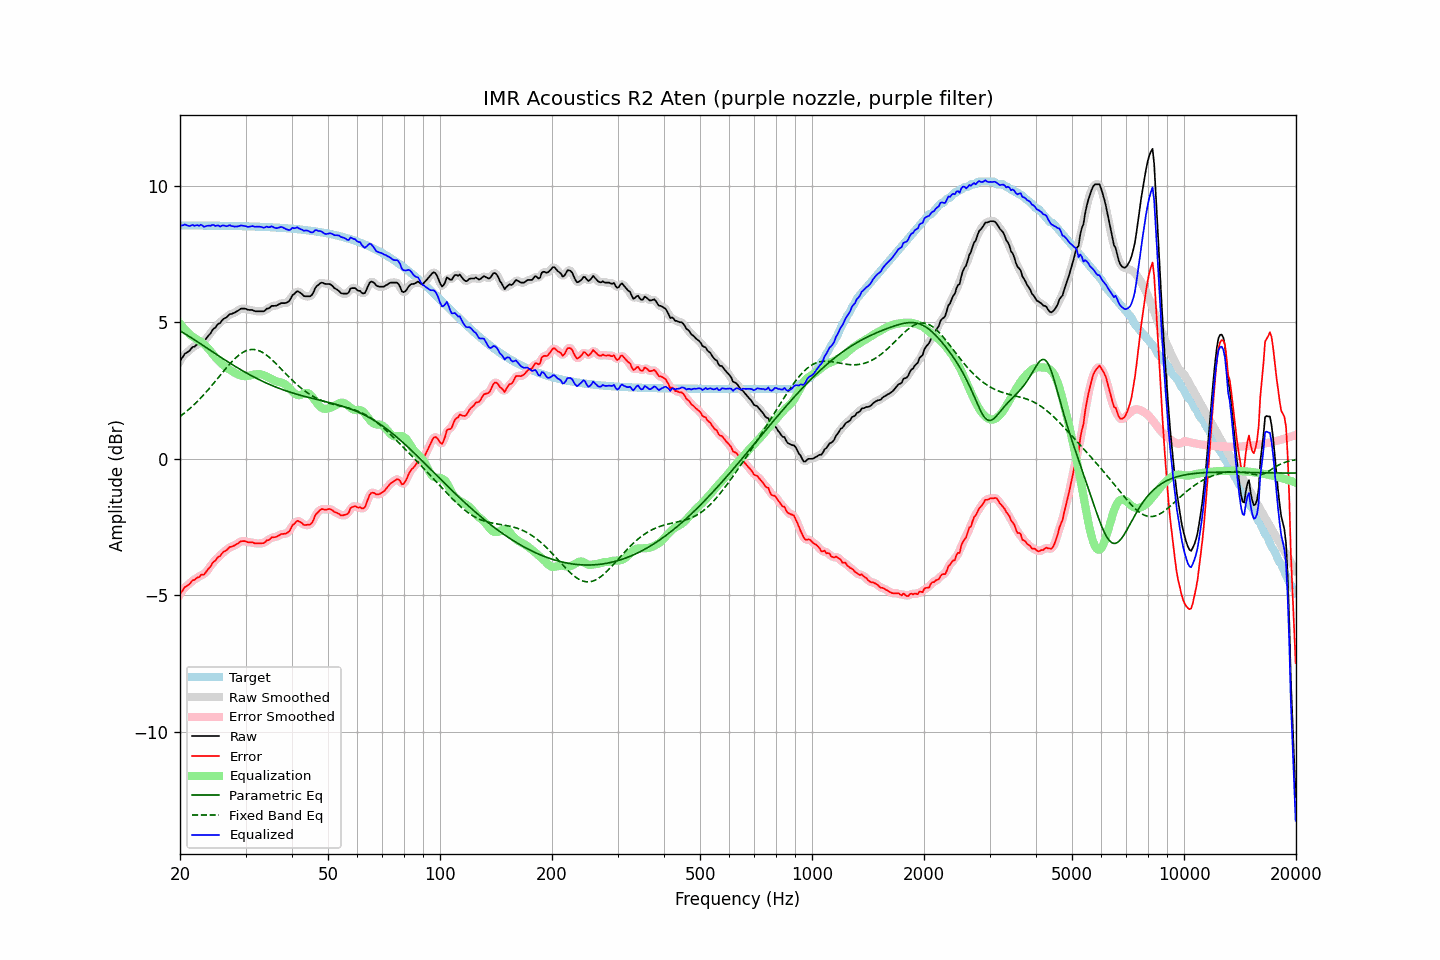 IMR Acoustics R2 Aten (purple nozzle, purple filter)
Amplitude (dBr)
10
5
0
−5
−10
Target
Raw Smoothed
Error Smoothed
Raw
Error
Equalization
Parametric Eq
Fixed Band Eq
Equalized
20 50 100 200 500 1000 2000 5000 10000 20000
Frequency (Hz)